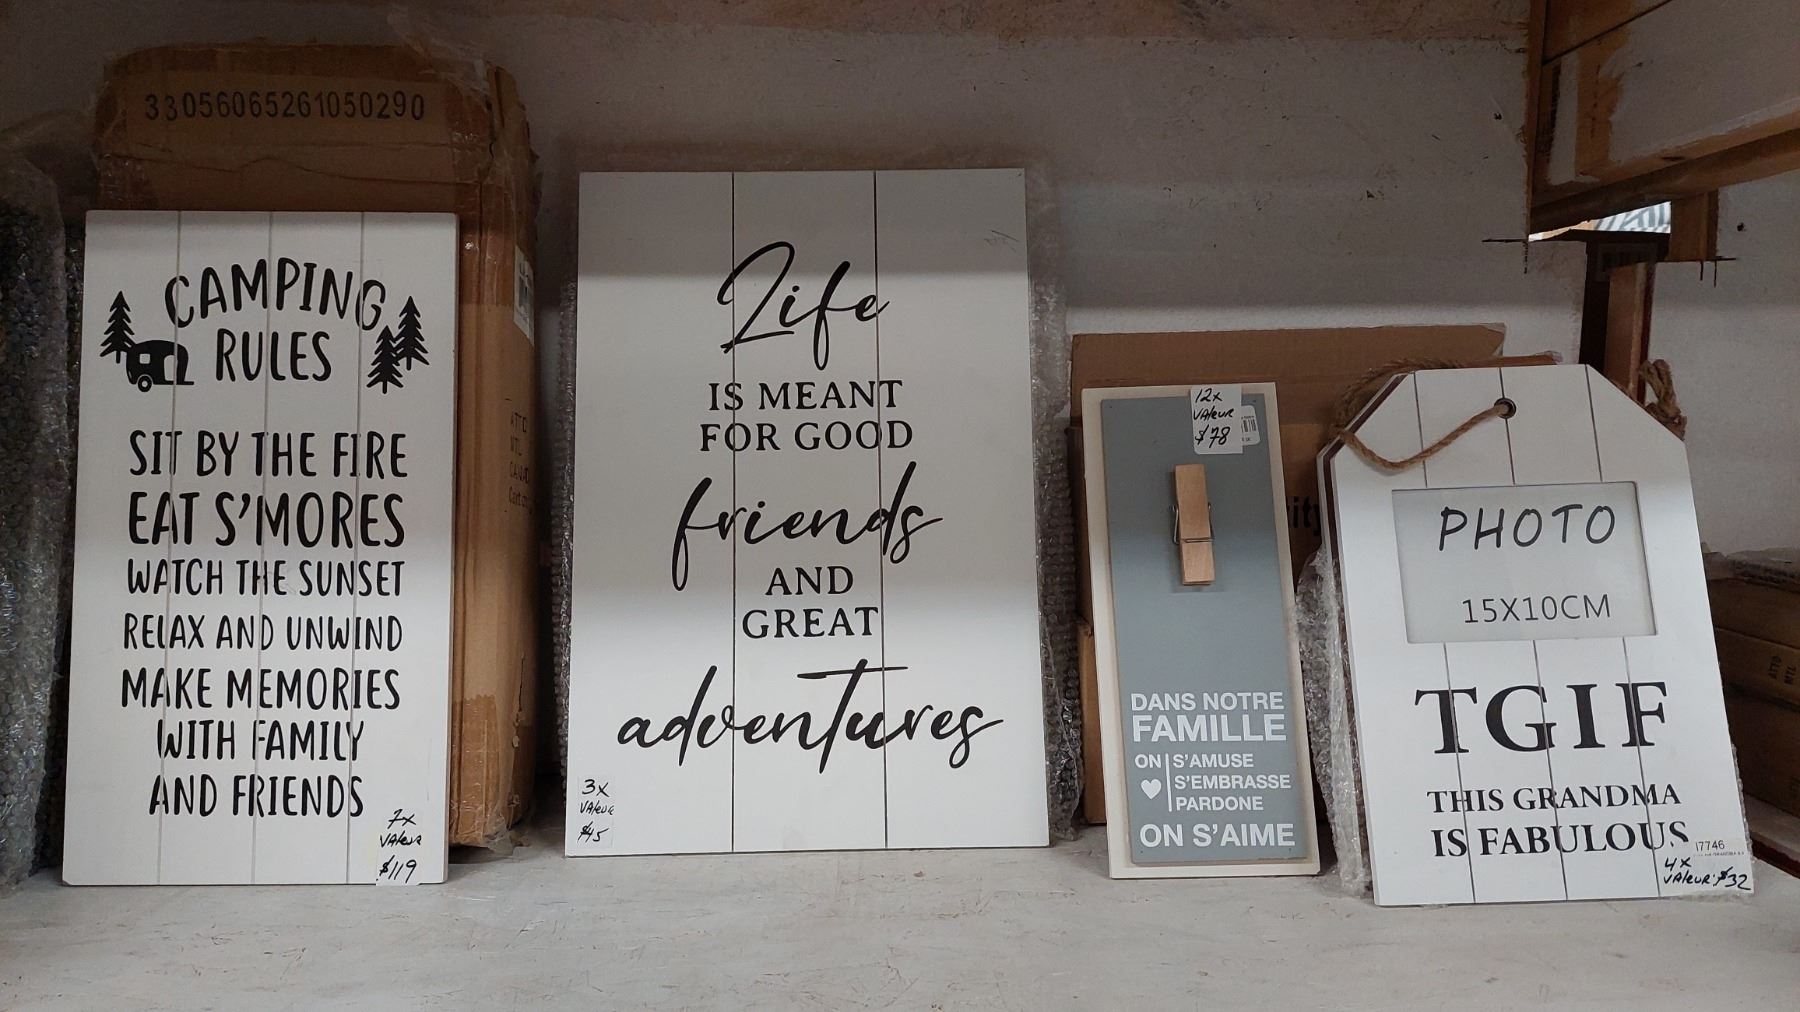 33056065261050290
CAMPING
RULES
SIT BY THE FIRE
EAT S'MORES
WATCH THE SUNSET
RELAX AND UNWIND
MAKE MEMORIES
WITH FAMILY
AND FRIENDS
7x
VALEUR
$119
Life
IS MEANT
FOR GOOD
friends
AND
GREAT
adventures
3x
VALEUR
$45
12x
VALEUR
$78
DANS NOTRE
FAMILLE
ON S'AMUSE
S'EMBRASSE
PARDONE
ON S'AIME
PHOTO
15X10CM
TGIF
THIS GRANDMA
IS FABULOUS
17746
4x
VALEUR: $32